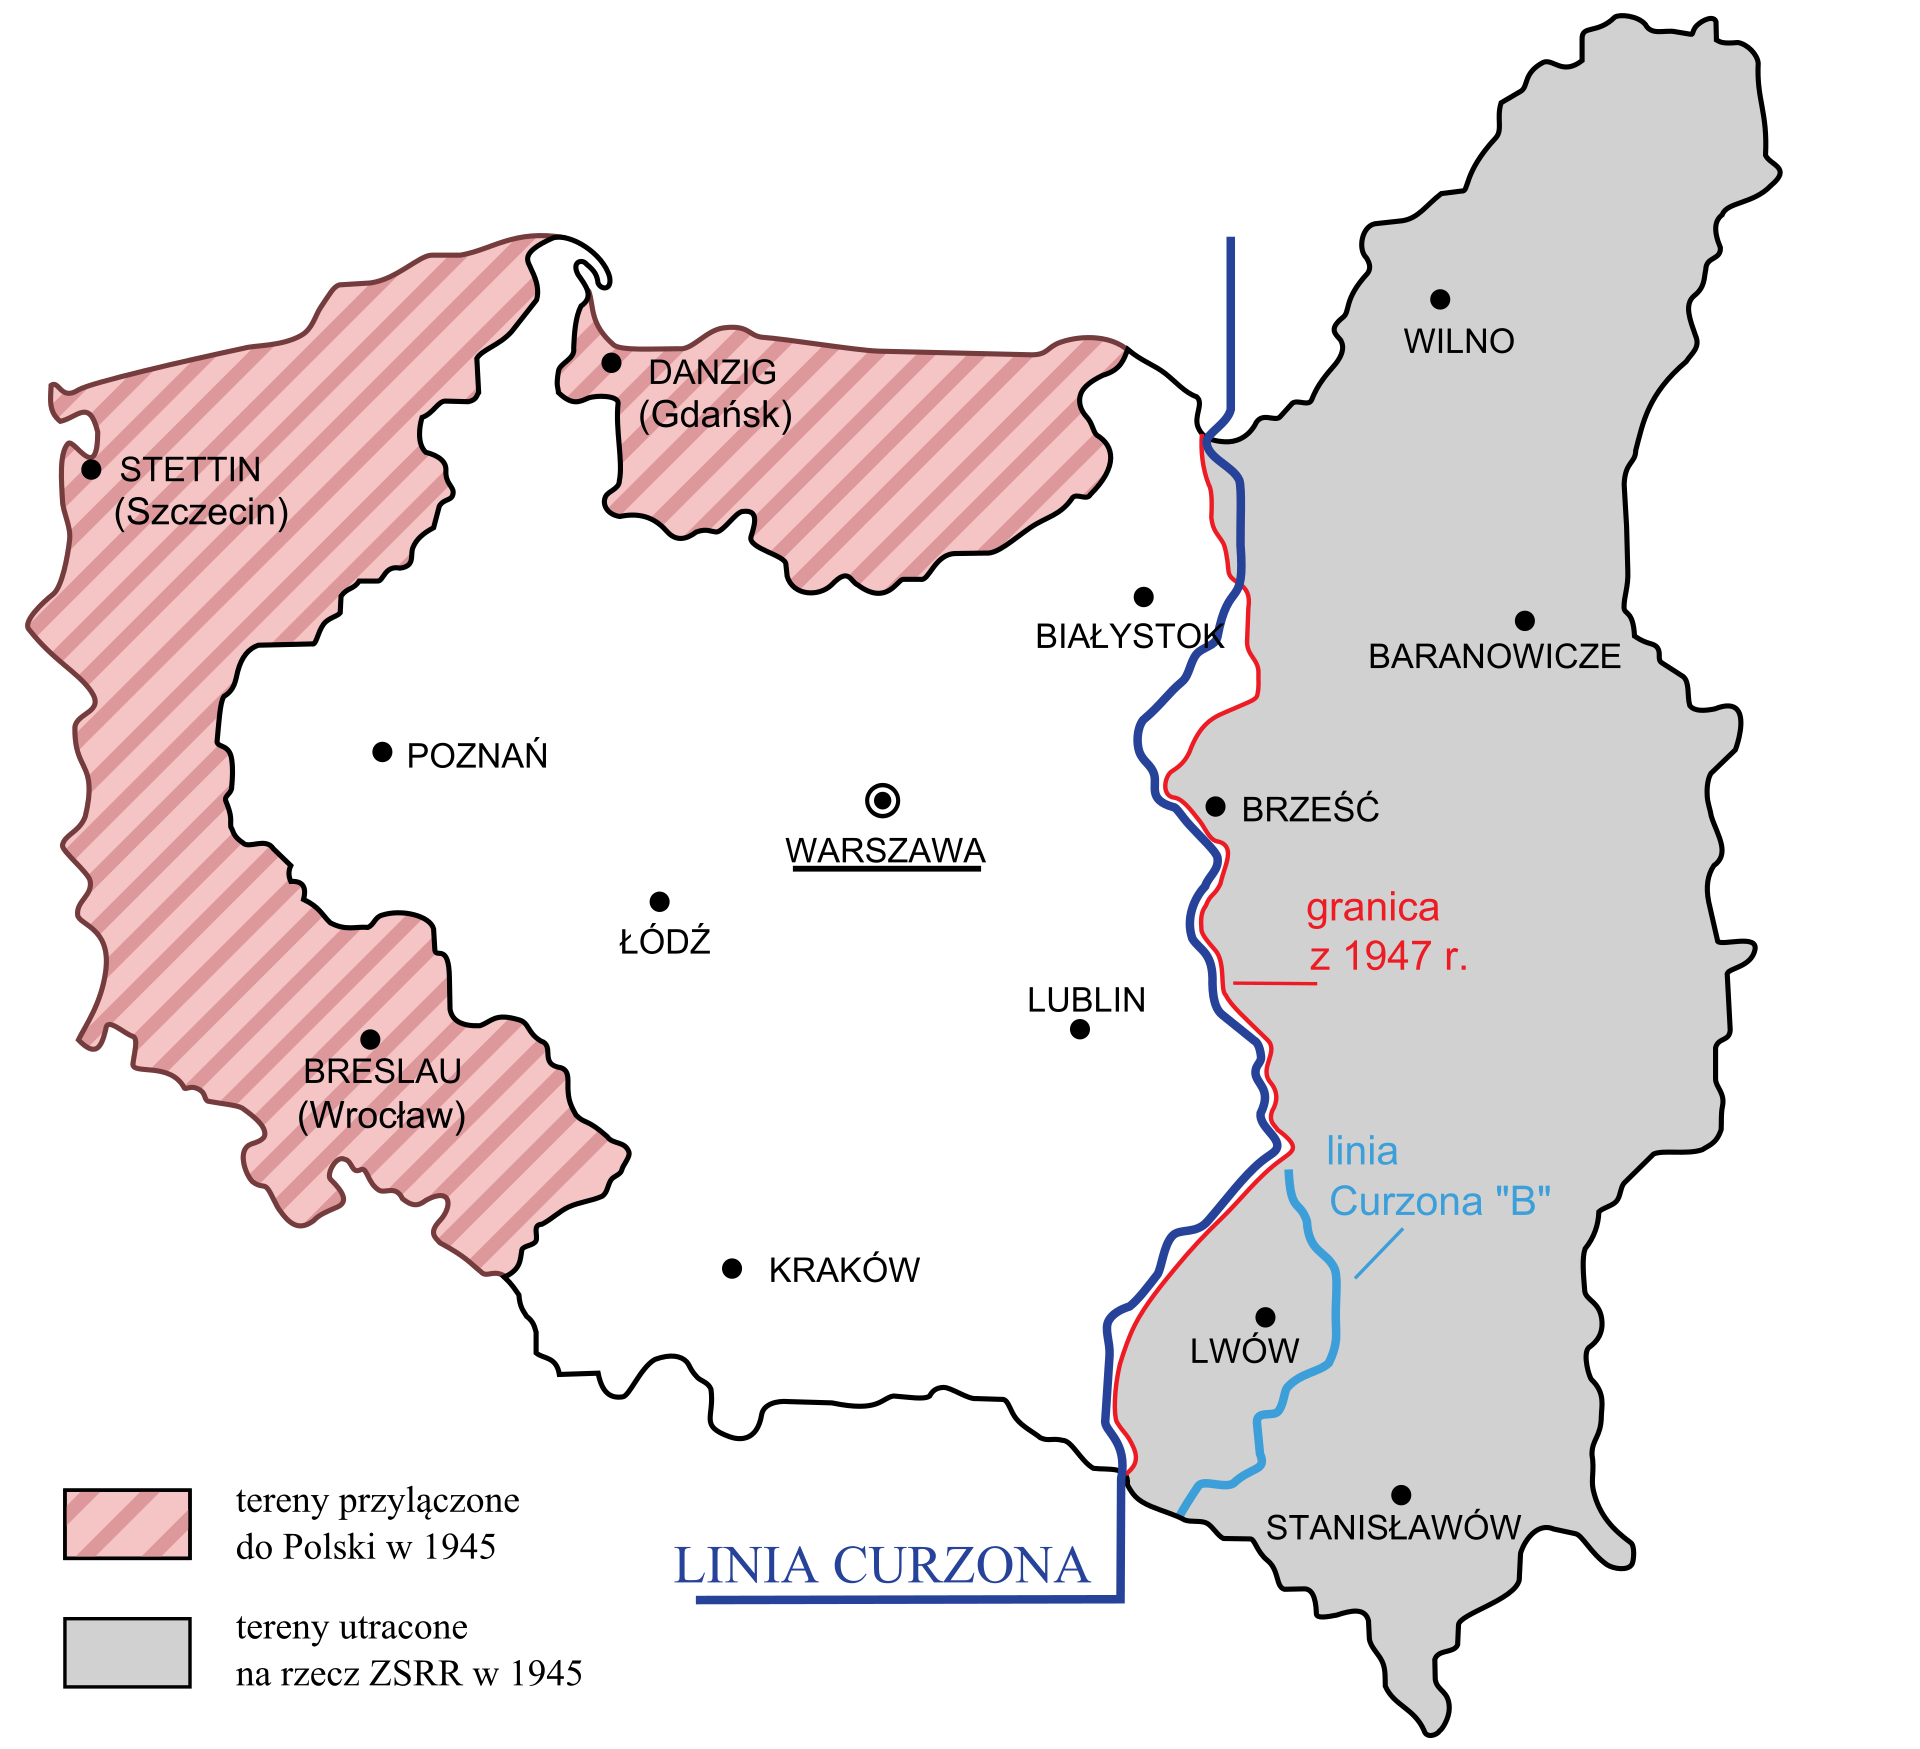 WILNO
DANZIG
(Gdańsk)
STETTIN
(Szczecin)
BIAŁYSTOK
BARANOWICZE
POZNAŃ
BRZEŚĆ
WARSZAWA
granica
z 1947 r.
ŁÓDŹ
LUBLIN
BRESLAU
(Wrocław)
linia
Curzona "B"
KRAKÓW
LWÓW
STANISŁAWÓW
LINIA CURZONA
tereny przyłączone
do Polski w 1945
tereny utracone
na rzecz ZSRR w 1945